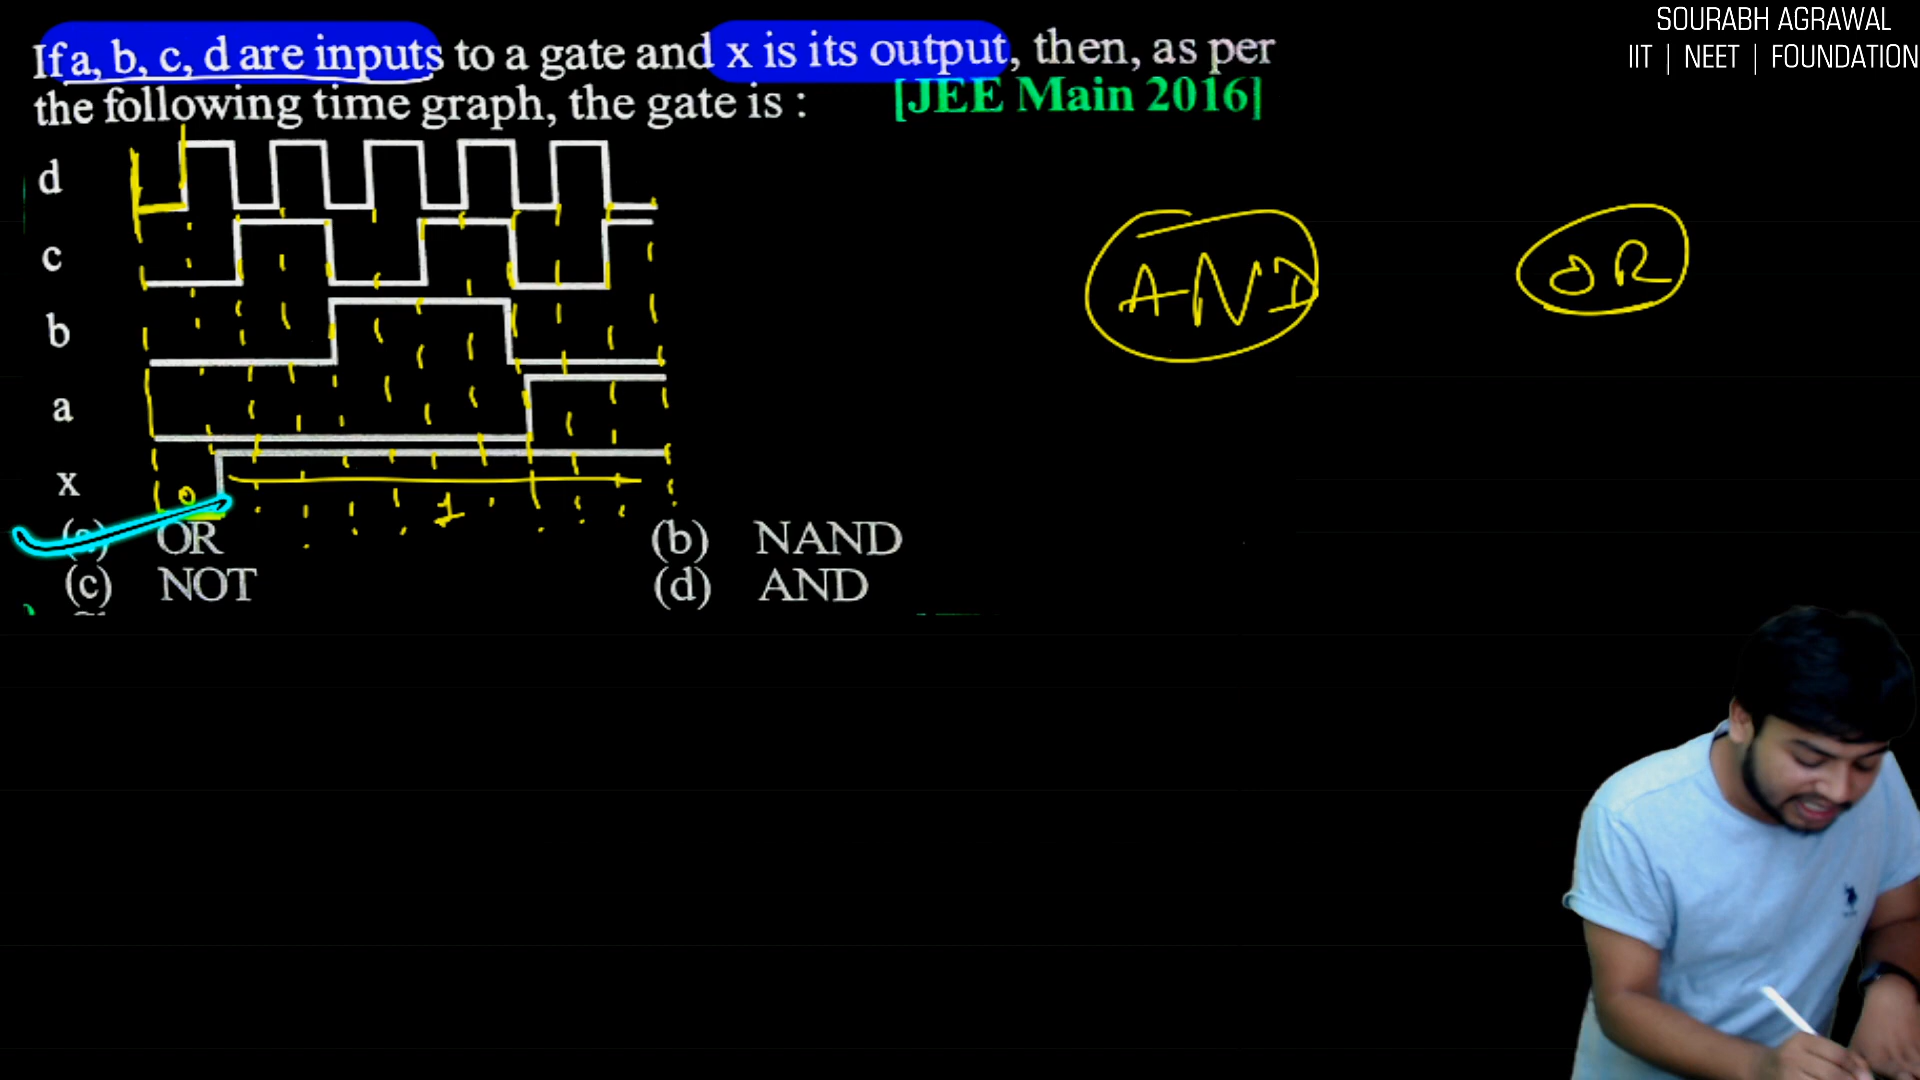 SOURABH AGRAWAL
IIT | NEET | FOUNDATION
If a, b, c, d are inputs to a gate and x is its output, then, as per
the following time graph, the gate is : [JEE Main 2016]
d
c
b
a
x
0
1
AND
OR
(a) OR
(b) NAND
(c) NOT
(d) AND